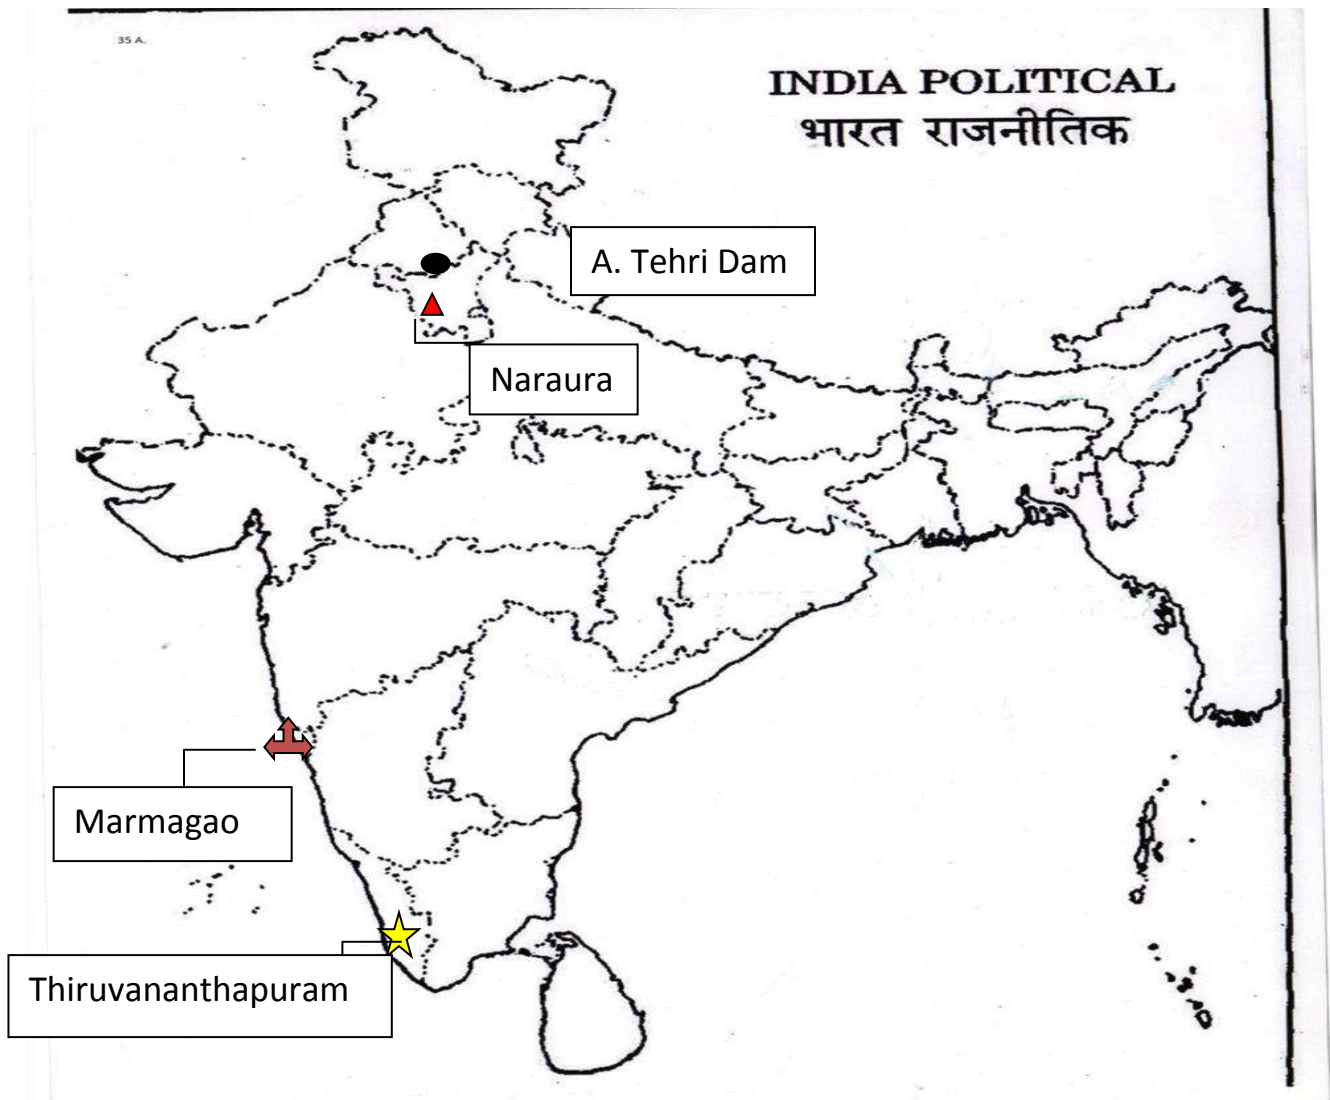 35 A.
INDIA POLITICAL
भारत राजनीतिक
A. Tehri Dam
Naraura
Marmagao
Thiruvananthapuram